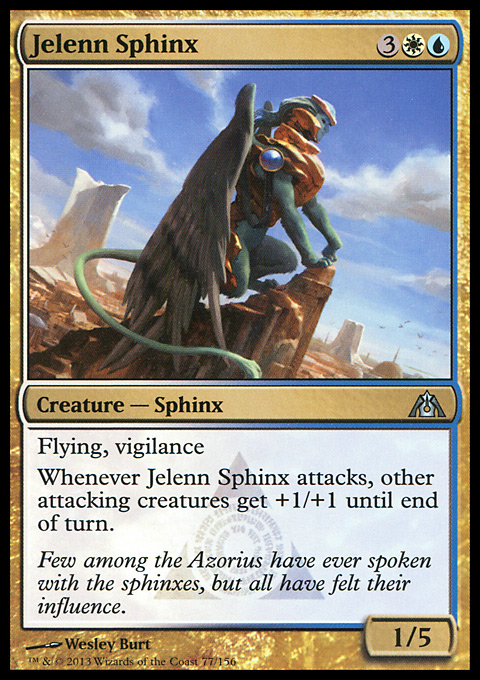 Jelenn Sphinx 3
Creature — Sphinx
Flying, vigilance
Whenever Jelenn Sphinx attacks, other
attacking creatures get +1/+1 until end
of turn.
Few among the Azorius have ever spoken
with the sphinxes, but all have felt their
influence.
Wesley Burt
1/5
™ & © 2013 Wizards of the Coast 77/156